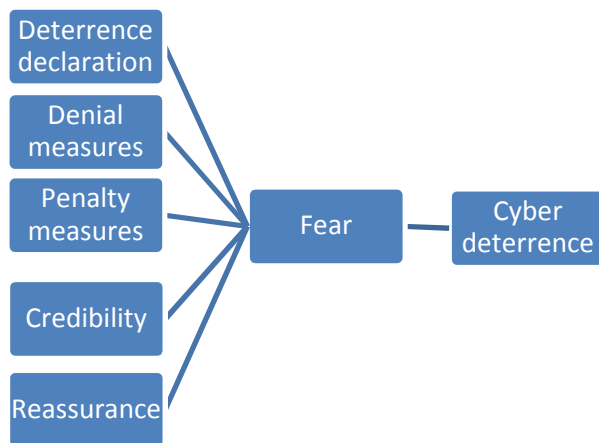 Deterrence
declaration
Denial
measures
Penalty
measures
Credibility
Reassurance
Fear
Cyber
deterrence